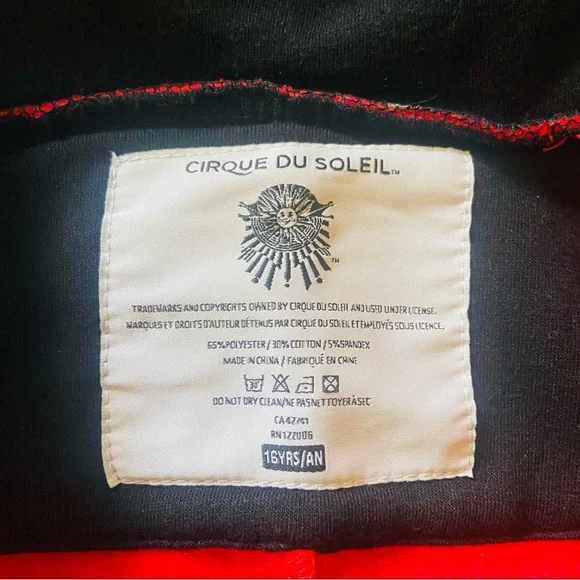 CIRQUE DU SOLEIL™
™
TRADEMARKS AND COPYRIGHTS OWNED BY CIRQUE DU SOLEIL AND USED UNDER LICENSE.
MARQUES ET DROITS D'AUTEUR DÉTENUS PAR CIRQUE DU SOLEIL ET EMPLOYÉS SOUS LICENCE.
65% POLYESTER / 30% COTTON / 5% SPANDEX
MADE IN CHINA / FABRIQUÉ EN CHINE
30°
DO NOT DRY CLEAN/NE PAS NETTOYER À SEC
CA 42741
RN 122006
16YRS/AN